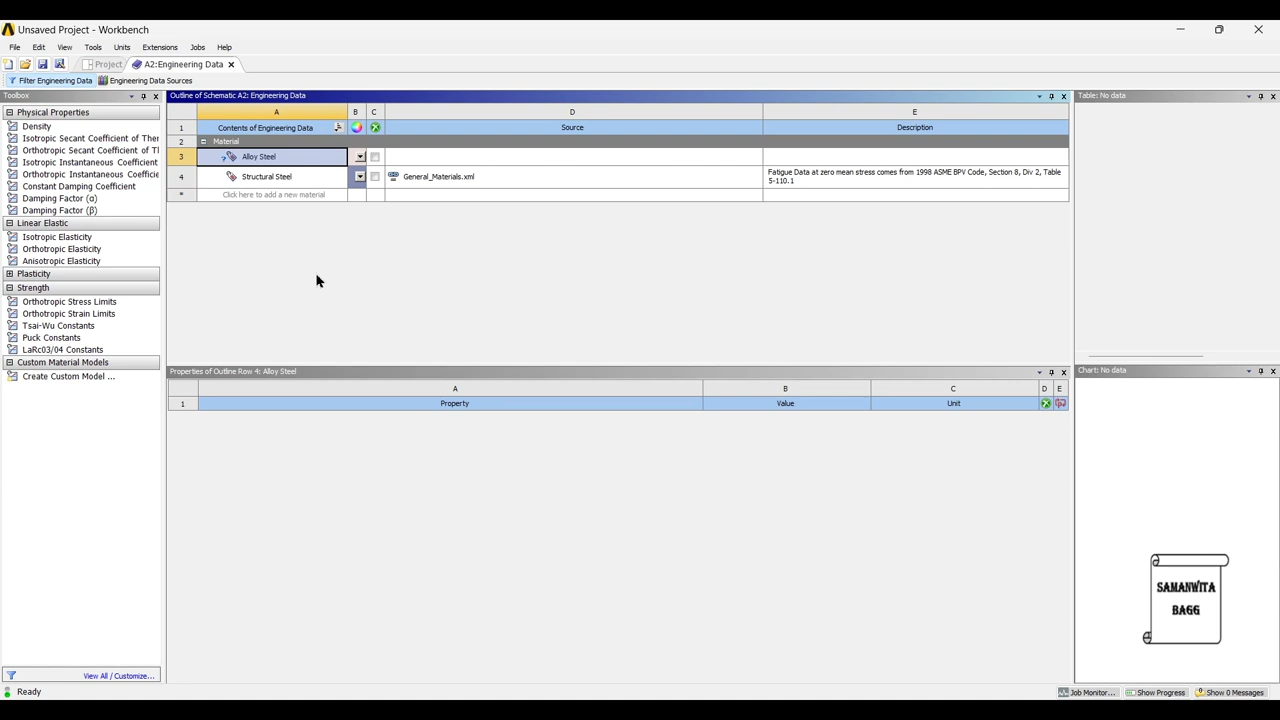 Unsaved Project - Workbench
File Edit View Tools Units Extensions Jobs Help
Project A2:Engineering Data
Filter Engineering Data Engineering Data Sources
Toolbox
Physical Properties
Density
Isotropic Secant Coefficient of Ther
Orthotropic Secant Coefficient of Tl
Isotropic Instantaneous Coefficient
Orthotropic Instantaneous Coefficie
Constant Damping Coefficient
Damping Factor (α)
Damping Factor (β)
Linear Elastic
Isotropic Elasticity
Orthotropic Elasticity
Anisotropic Elasticity
Plasticity
Strength
Orthotropic Stress Limits
Orthotropic Strain Limits
Tsai-Wu Constants
Puck Constants
LaRc03/04 Constants
Custom Material Models
Create Custom Model ...
View All / Customize...
Outline of Schematic A2: Engineering Data
A B C D E
1 Contents of Engineering Data Source Description
2 Material
3 ? Alloy Steel
4 Structural Steel General_Materials.xml Fatigue Data at zero mean stress comes from 1998 ASME BPV Code, Section 8, Div 2, Table
5-110.1
* Click here to add a new material
Properties of Outline Row 4: Alloy Steel
A B C D E
1 Property Value Unit
Table: No data
Chart: No data
SAMANWITA
BAGG
Ready
Job Monitor... Show Progress Show 0 Messages